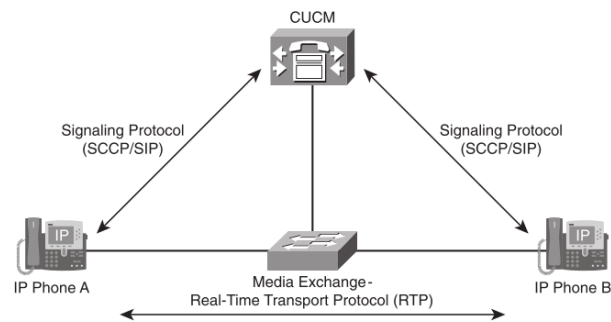 CUCM
Signaling Protocol
(SCCP/SIP)
Signaling Protocol
(SCCP/SIP)
IP
IP
IP Phone A
Media Exchange-
Real-Time Transport Protocol (RTP)
IP Phone B